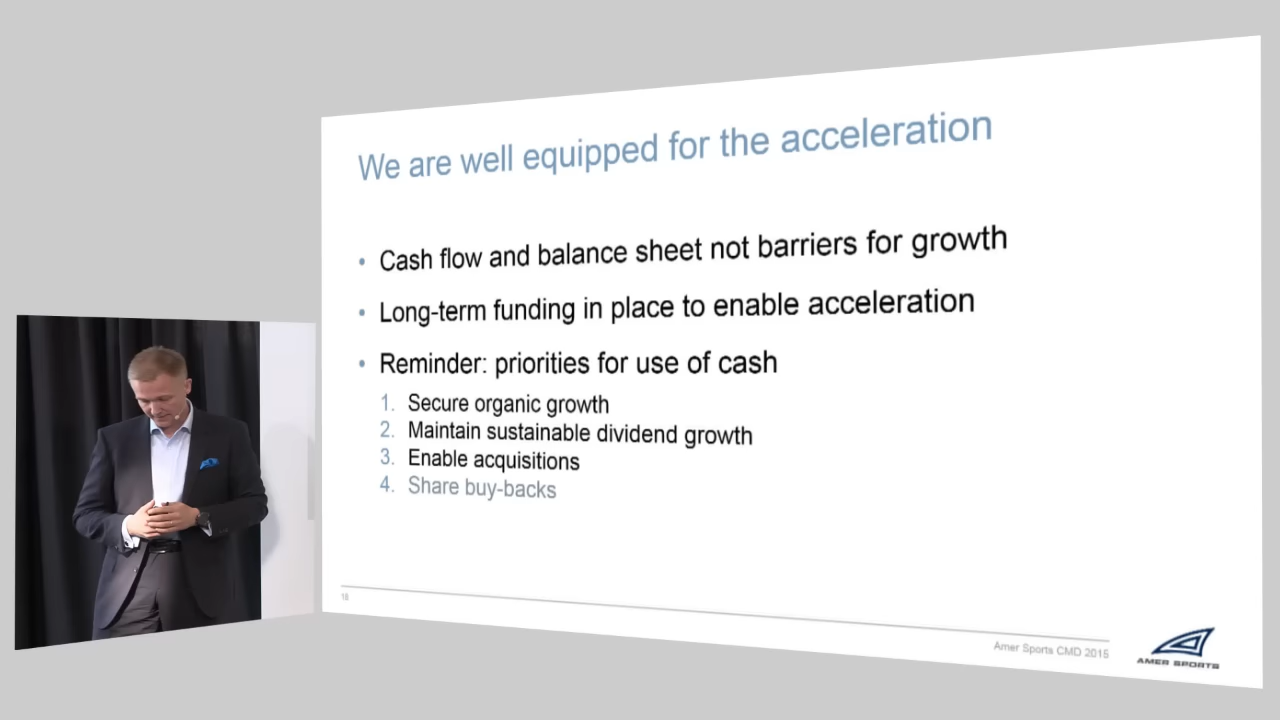 We are well equipped for the acceleration
• Cash flow and balance sheet not barriers for growth
• Long-term funding in place to enable acceleration
• Reminder: priorities for use of cash
1. Secure organic growth
2. Maintain sustainable dividend growth
3. Enable acquisitions
4. Share buy-backs
18
Amer Sports CMD 2015
AMER SPORTS